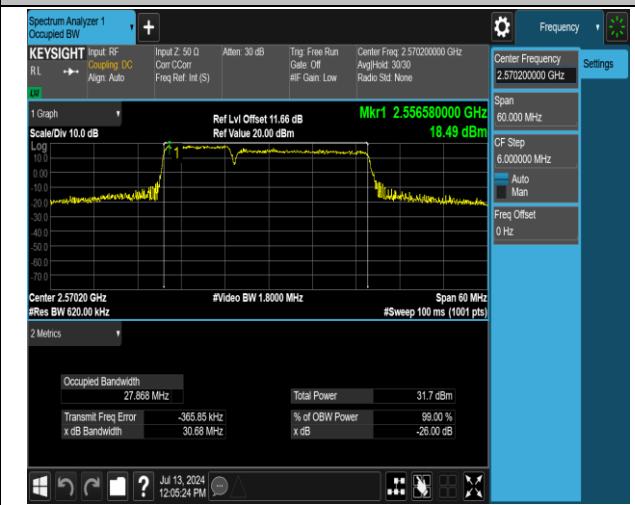 Spectrum Analyzer 1
Occupied BW
Frequency
KEYSIGHT
RL
Input: RF
Coupling: DC
Align: Auto
Input Z: 50 Ω
Corr CCorr
Freq Ref: Int (S)
Atten: 30 dB
Trig: Free Run
Gate: Off
#IF Gain: Low
Center Freq: 2.570200000 GHz
Avg|Hold: 30/30
Radio Std: None
LXI
Center Frequency
2.570200000 GHz
Settings
Span
60.000 MHz
CF Step
6.000000 MHz
Auto
Man
Freq Offset
0 Hz
1 Graph
Scale/Div 10.0 dB
Ref Lvl Offset 11.66 dB
Ref Value 20.00 dBm
Mkr1 2.556580000 GHz
18.49 dBm
Log
10.0
0.00
-10.0
-20.0
-30.0
-40.0
-50.0
-60.0
-70.0
1
Center 2.57020 GHz
#Res BW 620.00 kHz
#Video BW 1.8000 MHz
Span 60 MHz
#Sweep 100 ms (1001 pts)
2 Metrics
Occupied Bandwidth
27.868 MHz
Total Power 31.7 dBm
Transmit Freq Error -365.85 kHz
% of OBW Power 99.00 %
x dB Bandwidth 30.68 MHz
x dB -26.00 dB
?
Jul 13, 2024
12:05:24 PM